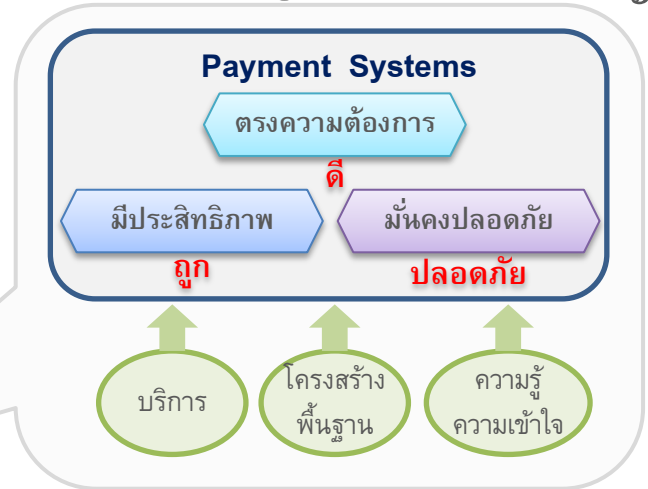 Payment Systems
ตรงความต้องการ
ดี
มีประสิทธิภาพ
มั่นคงปลอดภัย
ถูก
ปลอดภัย
บริการ
โครงสร้าง
พื้นฐาน
ความรู้
ความเข้าใจ